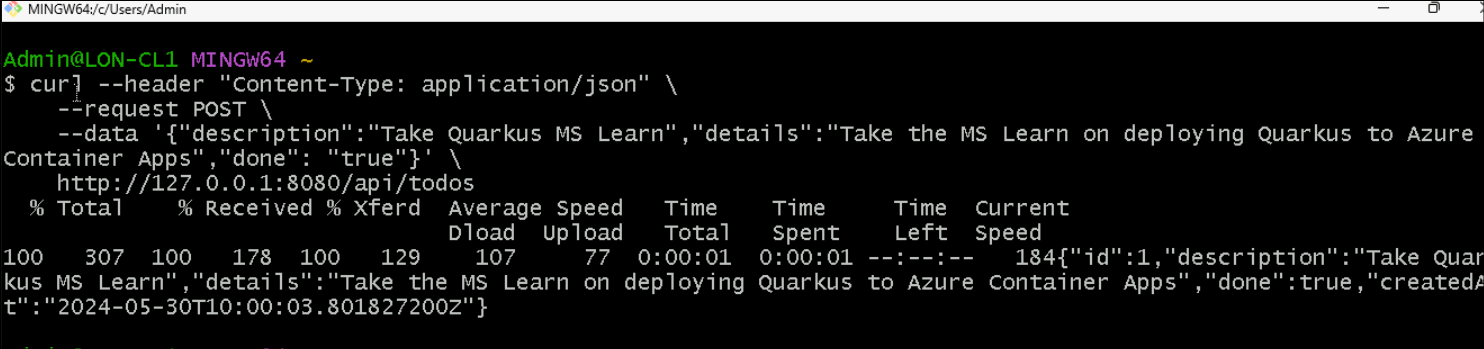 MINGW64:/c/Users/Admin
Admin@LON-CL1 MINGW64 ~
$ curl --header "Content-Type: application/json" \
    --request POST \
    --data '{"description":"Take Quarkus MS Learn","details":"Take the MS Learn on deploying Quarkus to Azure
Container Apps","done": "true"}' \
    http://127.0.0.1:8080/api/todos
  % Total    % Received % Xferd  Average Speed   Time    Time     Time  Current
                                 Dload  Upload   Total   Spent    Left  Speed
100   307  100   178  100   129    107     77  0:00:01  0:00:01 --:--:--   184{"id":1,"description":"Take Quar
kus MS Learn","details":"Take the MS Learn on deploying Quarkus to Azure Container Apps","done":true,"createdA
t":"2024-05-30T10:00:03.801827200Z"}